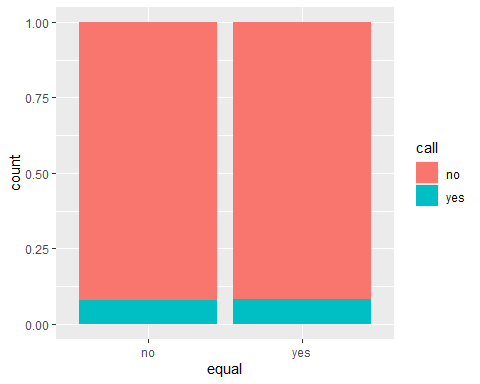 1.00
0.75
0.50
0.25
0.00
count
no
yes
equal
call
no
yes